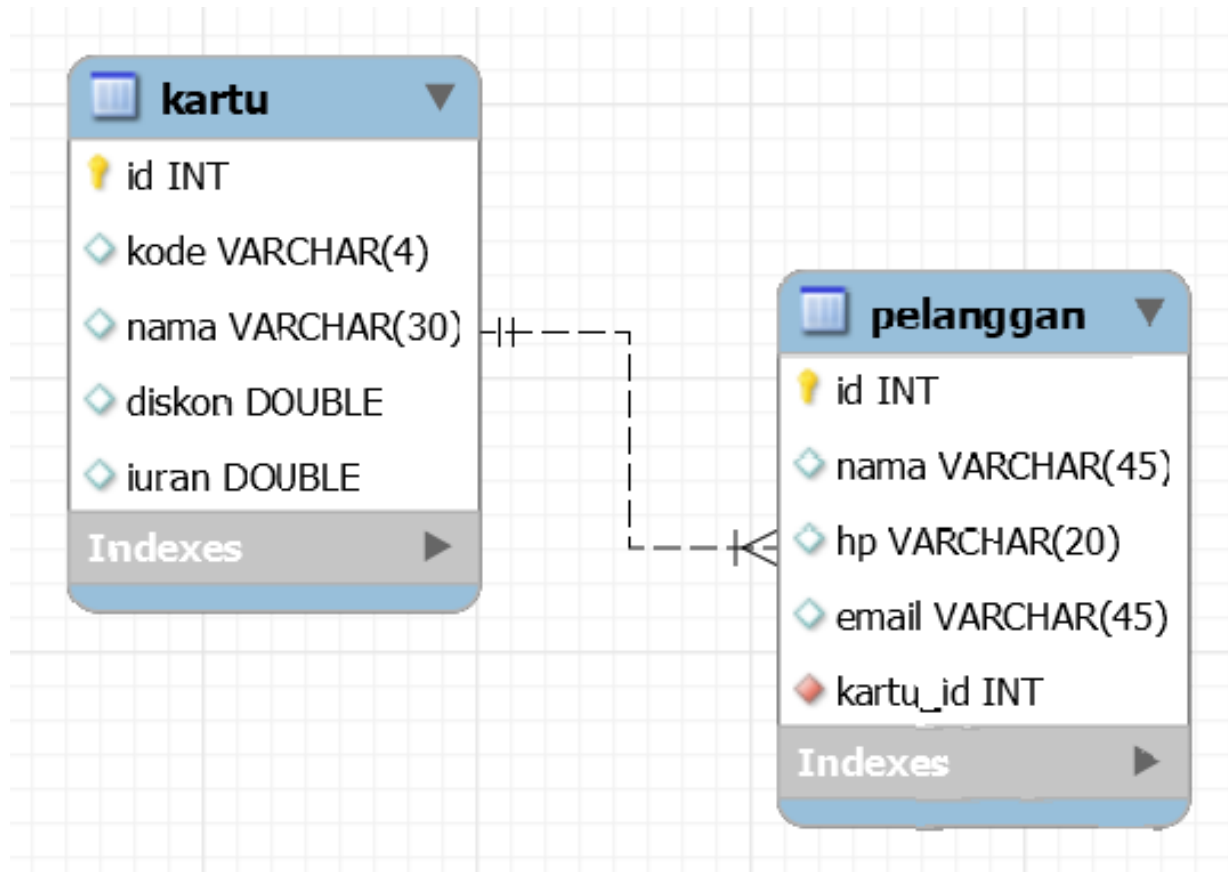 kartu
id INT
kode VARCHAR(4)
nama VARCHAR(30)
diskon DOUBLE
iuran DOUBLE
Indexes
pelanggan
id INT
nama VARCHAR(45)
hp VARCHAR(20)
email VARCHAR(45)
kartu_id INT
Indexes